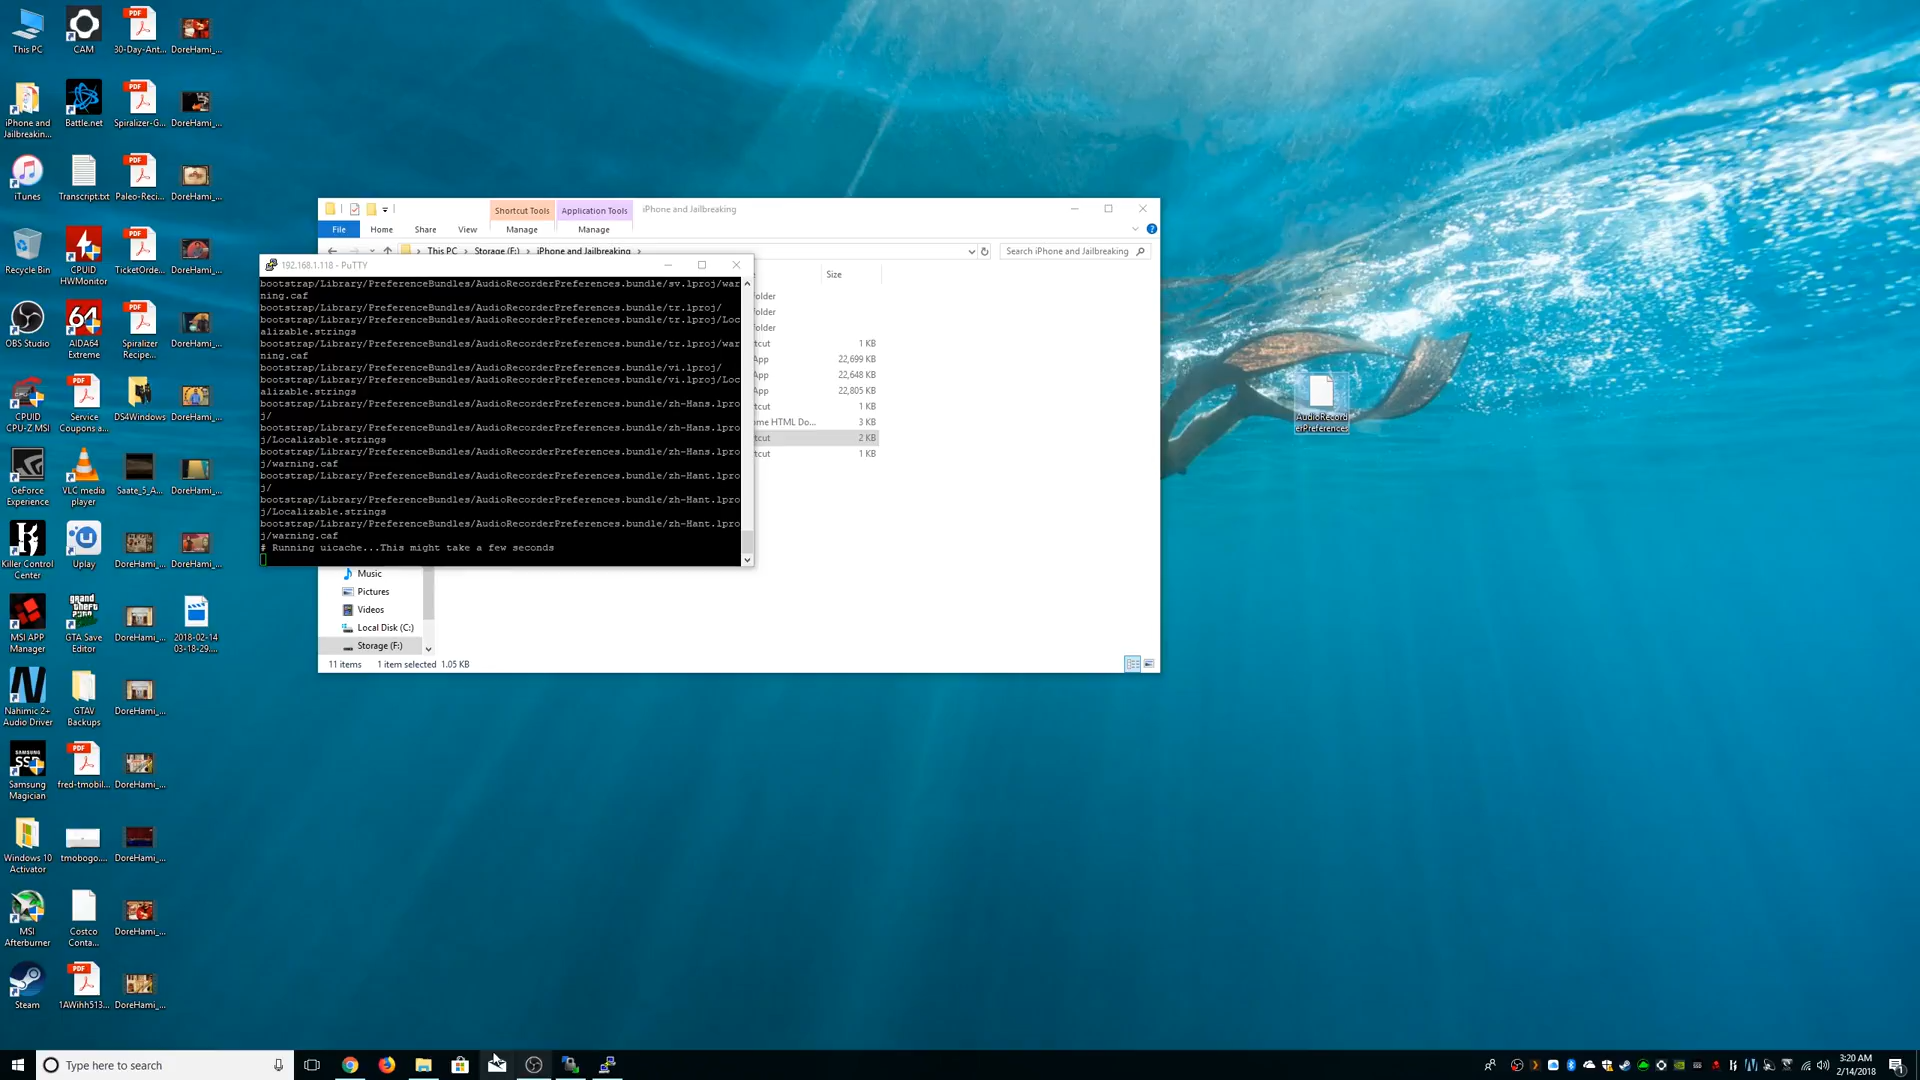 This PC
CAM
30-Day-Ant...
DoreHami_...
iPhone and Jailbreakin...
Battle.net
Spiralizer-G...
DoreHami_...
iTunes
Transcript.txt
Paleo-Reci...
DoreHami_...
Recycle Bin
CPUID HWMonitor
TicketOrde...
DoreHami_...
OBS Studio
AIDA64 Extreme
Spiralizer Recipe...
DoreHami_...
CPUID CPU-Z MSI
Service Coupons a...
DS4Windows
DoreHami_...
GeForce Experience
VLC media player
Saate_5_A...
DoreHami_...
Killer Control Center
Uplay
DoreHami_...
DoreHami_...
MSI APP Manager
GTA Save Editor
DoreHami_...
2018-02-14 03-18-29....
Nahimic 2+ Audio Driver
GTAV Backups
DoreHami_...
Samsung Magician
fred-tmobil...
DoreHami_...
Windows 10 Activator
tmobogo....
DoreHami_...
MSI Afterburner
Costco Conta...
DoreHami_...
Steam
1AWihh513...
DoreHami_...
Shortcut Tools
Application Tools
iPhone and Jailbreaking
File
Home
Share
View
Manage
Manage
This PC > Storage (F:) > iPhone and Jailbreaking >
Search iPhone and Jailbreaking
Size
older
older
older
tcut 1 KB
App 22,699 KB
App 22,648 KB
App 22,805 KB
tcut 1 KB
ome HTML Do... 3 KB
tcut 2 KB
tcut 1 KB
192.168.1.118 - PuTTY
bootstrap/Library/PreferenceBundles/AudioRecorderPreferences.bundle/sv.lproj/war
ning.caf
bootstrap/Library/PreferenceBundles/AudioRecorderPreferences.bundle/tr.lproj/
bootstrap/Library/PreferenceBundles/AudioRecorderPreferences.bundle/tr.lproj/Loc
alizable.strings
bootstrap/Library/PreferenceBundles/AudioRecorderPreferences.bundle/tr.lproj/war
ning.caf
bootstrap/Library/PreferenceBundles/AudioRecorderPreferences.bundle/vi.lproj/
bootstrap/Library/PreferenceBundles/AudioRecorderPreferences.bundle/vi.lproj/Loc
alizable.strings
bootstrap/Library/PreferenceBundles/AudioRecorderPreferences.bundle/zh-Hans.lpro
j/
bootstrap/Library/PreferenceBundles/AudioRecorderPreferences.bundle/zh-Hans.lpro
j/Localizable.strings
bootstrap/Library/PreferenceBundles/AudioRecorderPreferences.bundle/zh-Hans.lpro
j/warning.caf
bootstrap/Library/PreferenceBundles/AudioRecorderPreferences.bundle/zh-Hant.lpro
j/
bootstrap/Library/PreferenceBundles/AudioRecorderPreferences.bundle/zh-Hant.lpro
j/Localizable.strings
bootstrap/Library/PreferenceBundles/AudioRecorderPreferences.bundle/zh-Hant.lpro
j/warning.caf
# Running uicache...This might take a few seconds
Music
Pictures
Videos
Local Disk (C:)
Storage (F:)
11 items
1 item selected 1.05 KB
AudioRecord
erPreferences
Type here to search
3:20 AM
2/14/2018